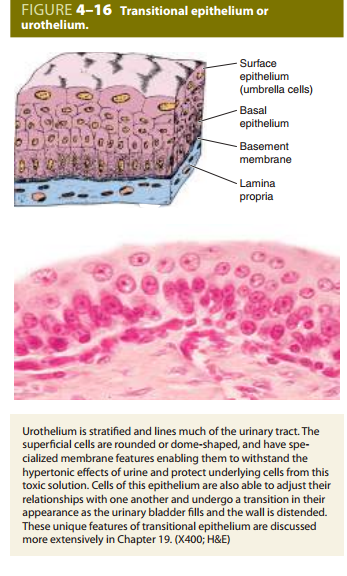 FIGURE 4–16 Transitional epithelium or
urothelium.
Surface
epithelium
(umbrella cells)
Basal
epithelium
Basement
membrane
Lamina
propria
Urothelium is stratified and lines much of the urinary tract. The
superficial cells are rounded or dome-shaped, and have spe-
cialized membrane features enabling them to withstand the
hypertonic effects of urine and protect underlying cells from this
toxic solution. Cells of this epithelium are also able to adjust their
relationships with one another and undergo a transition in their
appearance as the urinary bladder fills and the wall is distended.
These unique features of transitional epithelium are discussed
more extensively in Chapter 19. (X400; H&E)